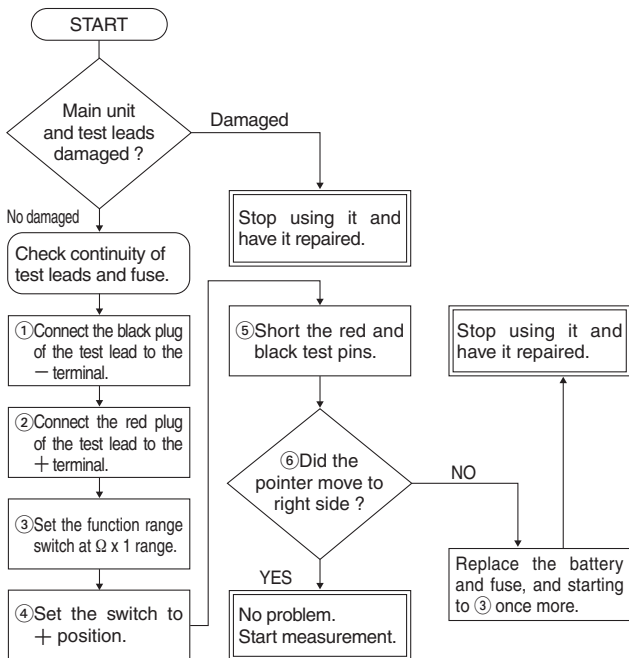 START
Main unit
and test leads
damaged ?
Damaged
No damaged
Stop using it and
have it repaired.
Check continuity of
test leads and fuse.
①Connect the black plug
of the test lead to the
− terminal.
②Connect the red plug
of the test lead to the
+ terminal.
③Set the function range
switch at Ω x 1 range.
④Set the switch to
+ position.
⑤Short the red and
black test pins.
⑥Did the
pointer move to
right side ?
NO
YES
No problem.
Start measurement.
Replace the battery
and fuse, and starting
to ③ once more.
Stop using it and
have it repaired.